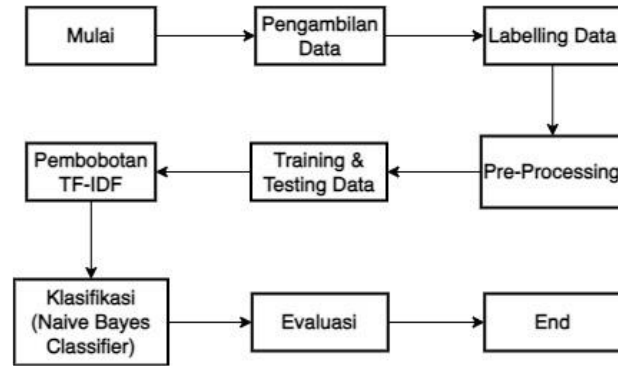 Mulai
Pengambilan
Data
Labelling Data
Pre-Processing
Training &
Testing Data
Pembobotan
TF-IDF
Klasifikasi
(Naive Bayes
Classifier)
Evaluasi
End